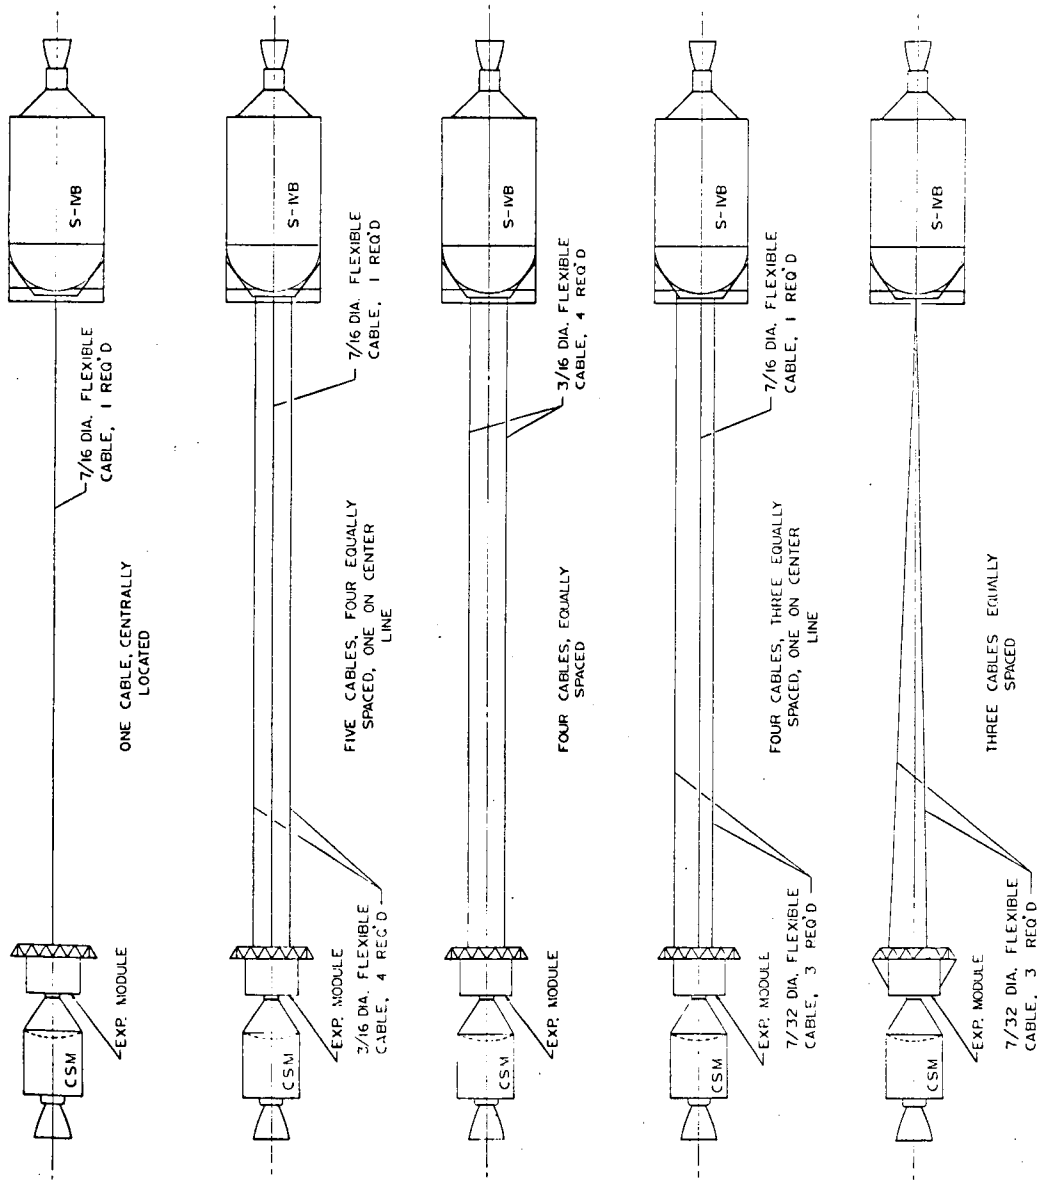 S-IVB
7/16 DIA. FLEXIBLE
CABLE, 1 REQ'D
ONE CABLE, CENTRALLY
LOCATED
EXP. MODULE
CSM
S-IVB
7/16 DIA. FLEXIBLE
CABLE, 1 REQ'D
FIVE CABLES, FOUR EQUALLY
SPACED, ONE ON CENTER
LINE
EXP. MODULE
3/16 DIA. FLEXIBLE
CABLE, 4 REQ'D
CSM
S-IVB
3/16 DIA. FLEXIBLE
CABLE, 4 REQ'D
FOUR CABLES, EQUALLY
SPACED
EXP. MODULE
CSM
S-IVB
7/16 DIA. FLEXIBLE
CABLE, 1 REQ'D
FOUR CABLES, THREE EQUALLY
SPACED, ONE ON CENTER
LINE
EXP. MODULE
7/32 DIA. FLEXIBLE
CABLE, 3 REQ'D
CSM
S-IVB
THREE CABLES EQUALLY
SPACED
EXP. MODULE
7/32 DIA. FLEXIBLE
CABLE, 3 REQ'D
CSM